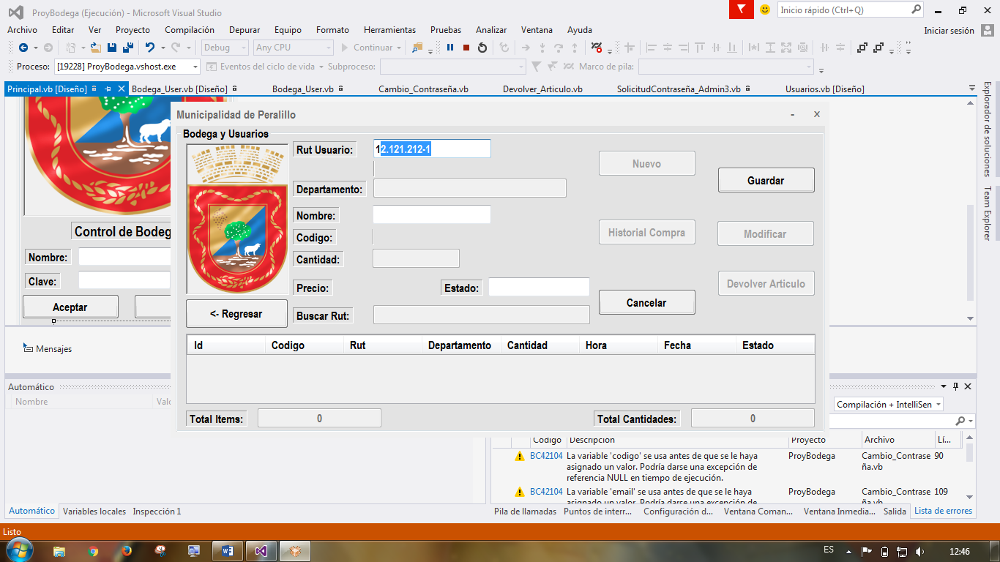 ProyBodega (Ejecución) - Microsoft Visual Studio
Inicio rápido (Ctrl+Q)
Archivo Editar Ver Proyecto Compilación Depurar Equipo Formato Herramientas Pruebas Analizar Ventana Ayuda
Iniciar sesión
Debug Any CPU Continuar
Proceso: [19228] ProyBodega.vshost.exe Eventos del ciclo de vida Subproceso: Marco de pila:
Principal.vb [Diseño] Bodega_User.vb [Diseño] Bodega_User.vb Cambio_Contraseña.vb Devolver_Articulo.vb SolicitudContraseña_Admin3.vb Usuarios.vb [Diseño]
Explorador de soluciones
Team Explorer
Control de Bodeg
Nombre:
Clave:
Aceptar
Mensajes
Municipalidad de Peralillo
Bodega y Usuarios
Rut Usuario: 12.121.212-1
Departamento:
Nombre:
Codigo:
Cantidad:
Precio: Estado:
Buscar Rut:
<- Regresar
Nuevo
Guardar
Historial Compra
Modificar
Devolver Articulo
Cancelar
Id Codigo Rut Departamento Cantidad Hora Fecha Estado
Total Items: 0
Total Cantidades: 0
Automático
Nombre Valo
Compilación + IntelliSen
Código Descripción Proyecto Archivo Lí...
BC42104 La variable 'codigo' se usa antes de que se le haya asignado un valor. Podría darse una excepción de referencia NULL en tiempo de ejecución. ProyBodega Cambio_Contraseña.vb 90
BC42104 La variable 'email' se usa antes de que se le haya asignado un valor. Podría darse una excepción de ProyBodega Cambio_Contraseña.vb 109
Automático Variables locales Inspección 1
Pila de llamadas Puntos de interr... Configuración d... Ventana Coman... Ventana Inmedia... Salida Lista de errores
Listo
ES 12:46